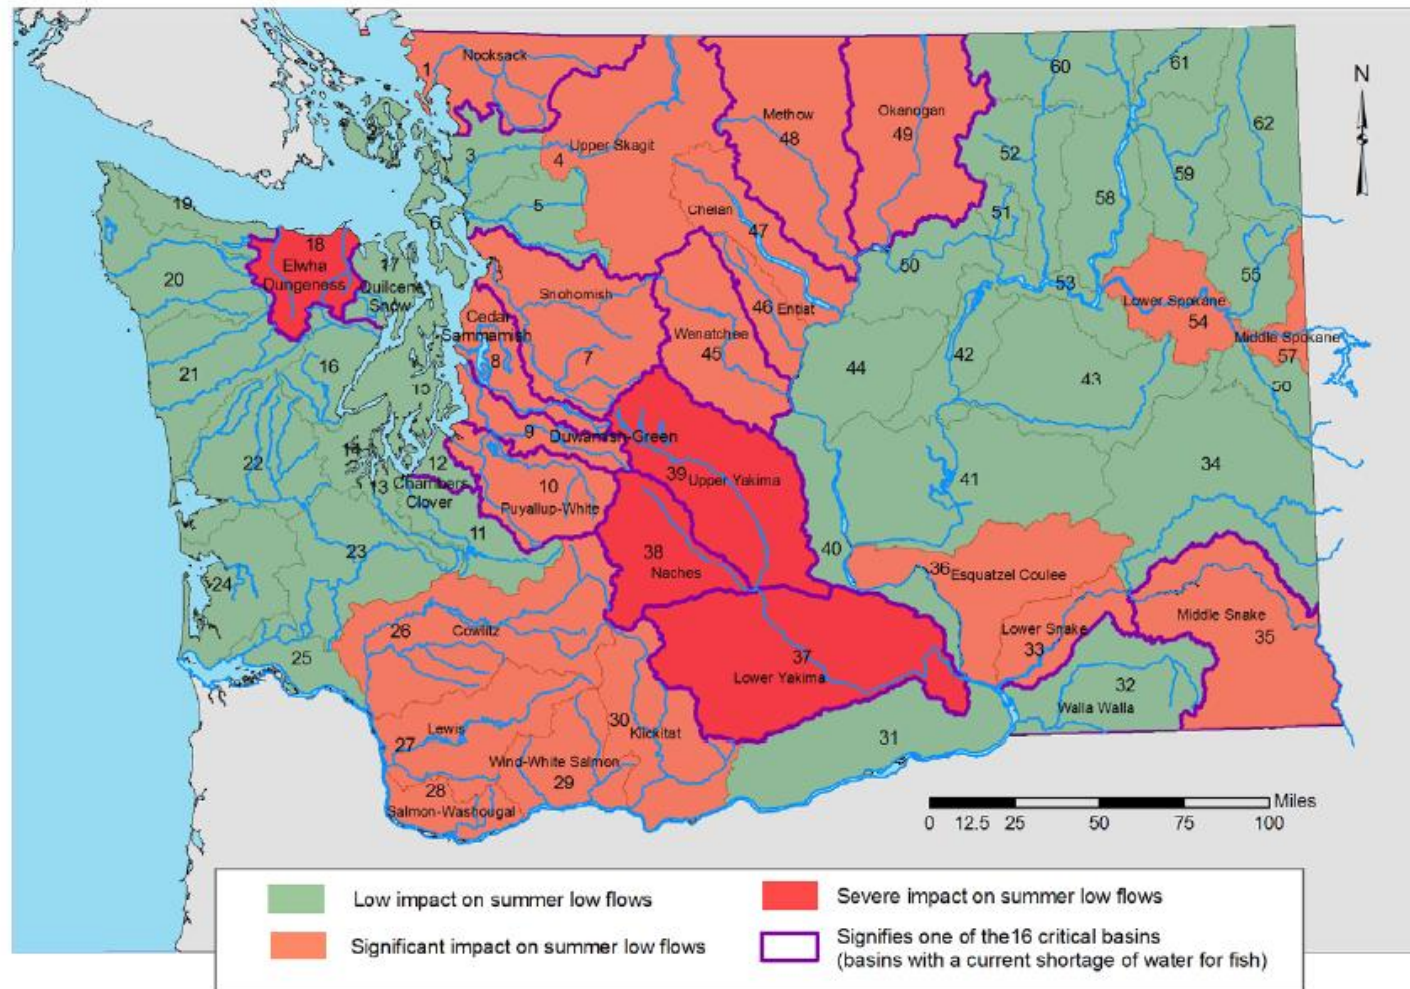 N
1
Nooksack
60
61
62
2
3
4
Upper Skagit
5
Methow
48
Okanogan
49
52
59
58
51
19
6
18
Elwha
Dungeness
17
Quilcene
Snow
20
Chelan
47
50
53
55
46
Entiat
Snohomish
7
Cedar
Sammamish
8
Wenatchee
45
Lower Spokane
54
Middle Spokane
57
56
21
16
15
44
42
43
9
Duwamish-Green
22
14
13
12
Chambers
Clover
10
Puyallup-White
39
Upper Yakima
41
34
11
23
38
Naches
40
36
Esquatzel Coulee
24
26
Cowlitz
Lower Snake
33
Middle Snake
35
25
37
Lower Yakima
32
Walla Walla
27
Lewis
30
Klickitat
31
Wind-White Salmon
29
28
Salmon-Washougal
Miles
0 12.5 25 50 75 100
Low impact on summer low flows
Significant impact on summer low flows
Severe impact on summer low flows
Signifies one of the16 critical basins
(basins with a current shortage of water for fish)